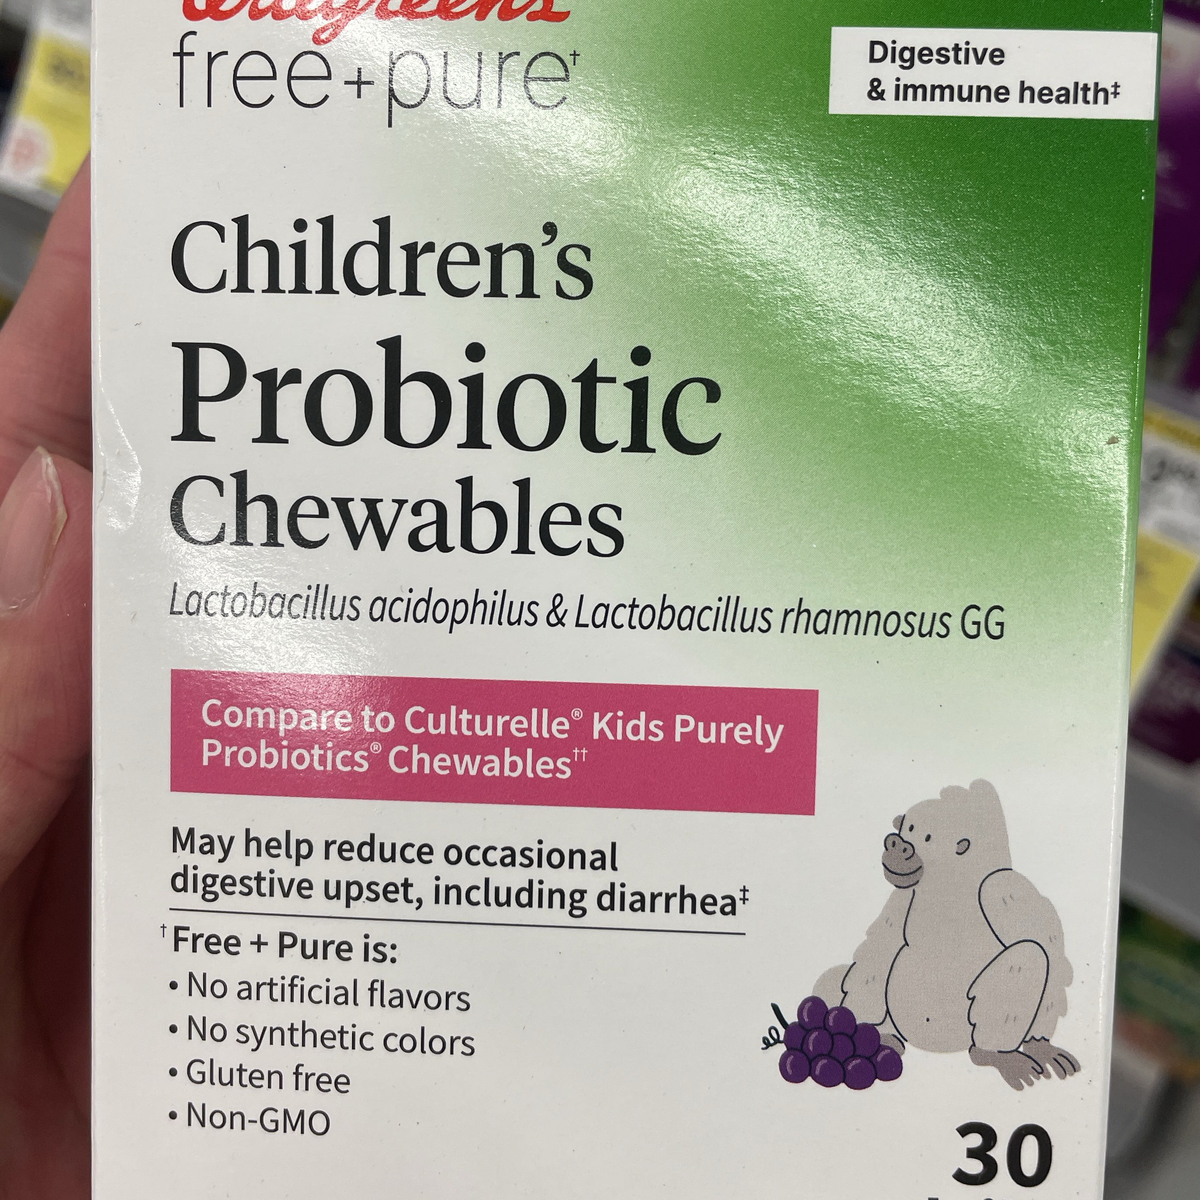 Walgreens
free+pure†
Digestive
& immune health‡
Children's
Probiotic
Chewables
Lactobacillus acidophilus & Lactobacillus rhamnosus GG
Compare to Culturelle® Kids Purely
Probiotics® Chewables††
May help reduce occasional
digestive upset, including diarrhea‡
†Free + Pure is:
• No artificial flavors
• No synthetic colors
• Gluten free
• Non-GMO
30